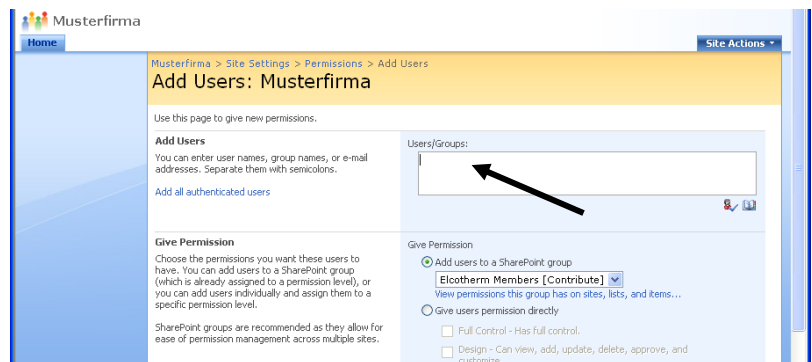 Musterfirma
Home
Site Actions
Musterfirma > Site Settings > Permissions > Add Users
Add Users: Musterfirma
Use this page to give new permissions.
Add Users
You can enter user names, group names, or e-mail
addresses. Separate them with semicolons.
Add all authenticated users
Users/Groups:
Give Permission
Choose the permissions you want these users to
have. You can add users to a SharePoint group
(which is already assigned to a permission level), or
you can add users individually and assign them to a
specific permission level.
SharePoint groups are recommended as they allow for
ease of permission management across multiple sites.
Give Permission
Add users to a SharePoint group
Elcotherm Members [Contribute]
View permissions this group has on sites, lists, and items...
Give users permission directly
Full Control - Has full control.
Design - Can view, add, update, delete, approve, and
customize.